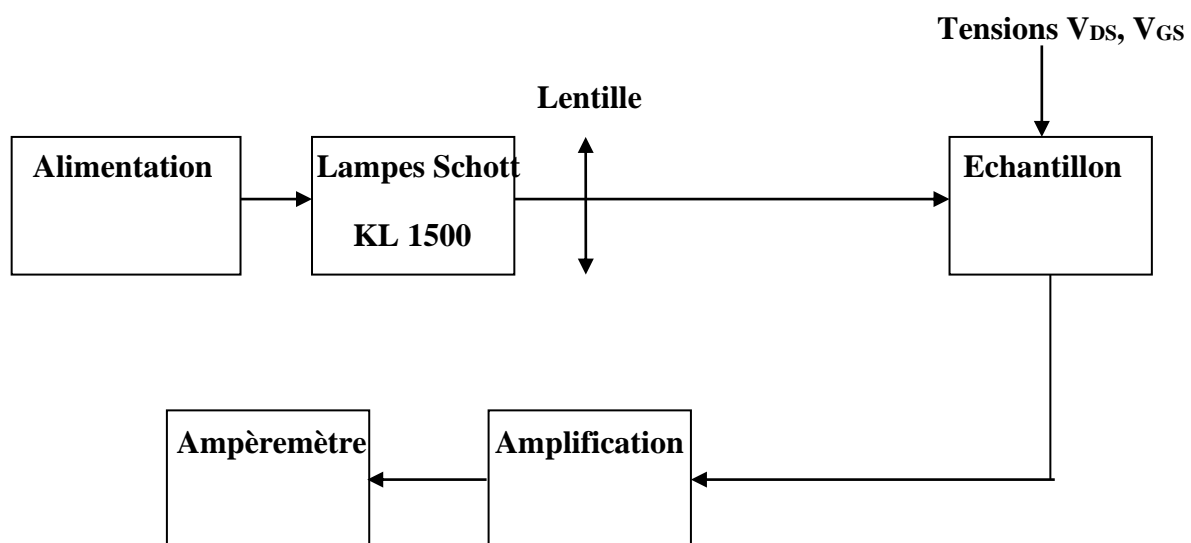 Tensions VDS, VGS
Lentille
Alimentation
Lampes Schott
KL 1500
Echantillon
Ampèremètre
Amplification